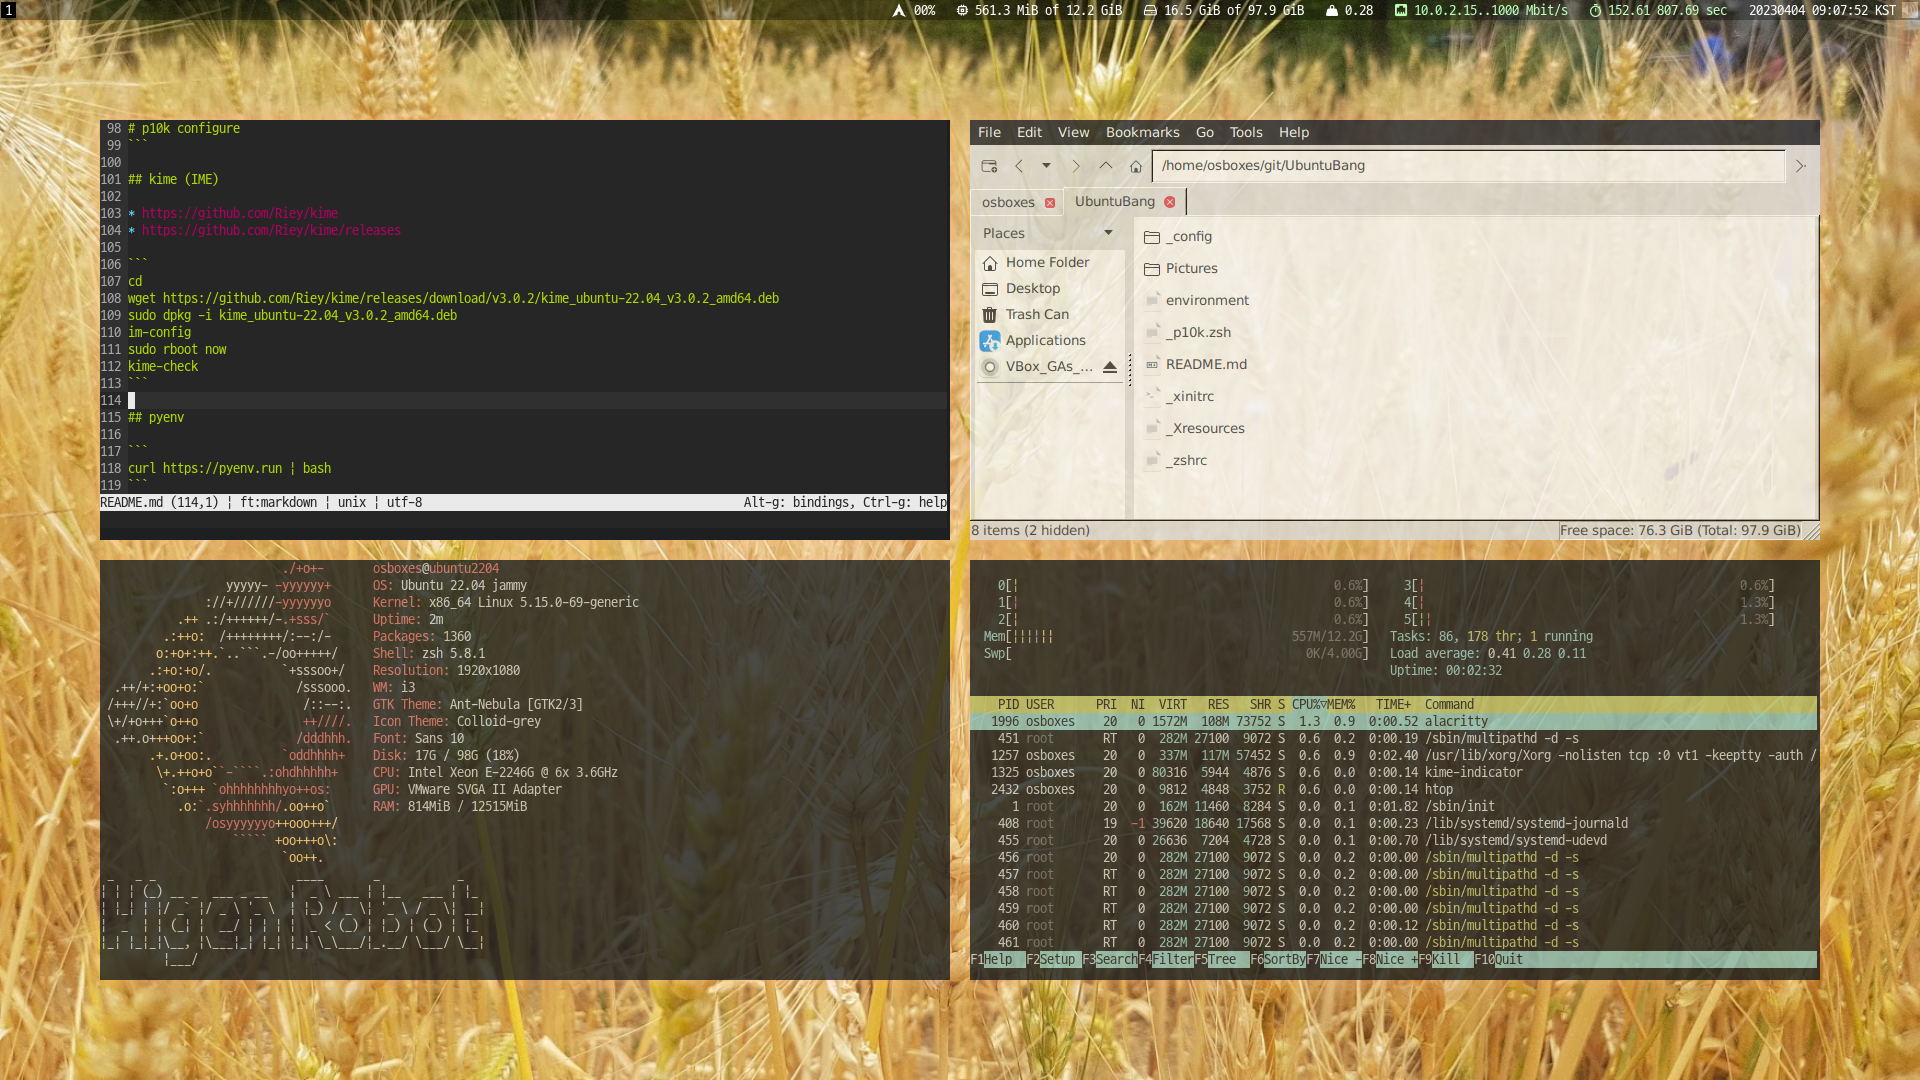 1
00% 561.3 MiB of 12.2 GiB 16.5 GiB of 97.9 GiB 0.28 10.0.2.15..1000 Mbit/s 152.61 807.69 sec 20230404 09:07:52 KST
98 # p10k configure
99 ```
100
101 ## kime (IME)
102
103 * https://github.com/Riey/kime
104 * https://github.com/Riey/kime/releases
105
106 ```
107 cd
108 wget https://github.com/Riey/kime/releases/download/v3.0.2/kime_ubuntu-22.04_v3.0.2_amd64.deb
109 sudo dpkg -i kime_ubuntu-22.04_v3.0.2_amd64.deb
110 im-config
111 sudo rboot now
112 kime-check
113 ```
114
115 ## pyenv
116
117 ```
118 curl https://pyenv.run | bash
119 ```
README.md (114,1) | ft:markdown | unix | utf-8 Alt-g: bindings, Ctrl-g: help
File Edit View Bookmarks Go Tools Help
/home/osboxes/git/UbuntuBang
osboxes UbuntuBang
Places
Home Folder
Desktop
Trash Can
Applications
VBox_GAs_...
_config
Pictures
environment
_p10k.zsh
README.md
_xinitrc
_Xresources
_zshrc
8 items (2 hidden) Free space: 76.3 GiB (Total: 97.9 GiB)
osboxes@ubuntu2204
OS: Ubuntu 22.04 jammy
Kernel: x86_64 Linux 5.15.0-69-generic
Uptime: 2m
Packages: 1360
Shell: zsh 5.8.1
Resolution: 1920x1080
WM: i3
GTK Theme: Ant-Nebula [GTK2/3]
Icon Theme: Colloid-grey
Font: Sans 10
Disk: 17G / 98G (18%)
CPU: Intel Xeon E-2246G @ 6x 3.6GHz
GPU: VMware SVGA II Adapter
RAM: 814MiB / 12515MiB
Hijen Robot
0[| 0.6%] 3[| 0.6%]
1[| 0.6%] 4[| 1.3%]
2[| 0.6%] 5[|| 1.3%]
Mem[|||||| 557M/12.2G] Tasks: 86, 178 thr; 1 running
Swp[ 0K/4.00G] Load average: 0.41 0.28 0.11
Uptime: 00:02:32
PID USER PRI NI VIRT RES SHR S CPU%▽MEM% TIME+ Command
1996 osboxes 20 0 1572M 108M 73752 S 1.3 0.9 0:00.52 alacritty
451 root RT 0 282M 27100 9072 S 0.6 0.2 0:00.19 /sbin/multipathd -d -s
1257 osboxes 20 0 337M 117M 57452 S 0.6 0.9 0:02.40 /usr/lib/xorg/Xorg -nolisten tcp :0 vt1 -keeptty -auth /
1325 osboxes 20 0 80316 5944 4876 S 0.6 0.0 0:00.14 kime-indicator
2432 osboxes 20 0 9812 4848 3752 R 0.6 0.0 0:00.14 htop
1 root 20 0 162M 11460 8284 S 0.0 0.1 0:01.82 /sbin/init
408 root 19 -1 39620 18640 17568 S 0.0 0.1 0:00.23 /lib/systemd/systemd-journald
455 root 20 0 26636 7204 4728 S 0.0 0.1 0:00.70 /lib/systemd/systemd-udevd
456 root 20 0 282M 27100 9072 S 0.0 0.2 0:00.00 /sbin/multipathd -d -s
457 root RT 0 282M 27100 9072 S 0.0 0.2 0:00.00 /sbin/multipathd -d -s
458 root RT 0 282M 27100 9072 S 0.0 0.2 0:00.00 /sbin/multipathd -d -s
459 root RT 0 282M 27100 9072 S 0.0 0.2 0:00.00 /sbin/multipathd -d -s
460 root RT 0 282M 27100 9072 S 0.0 0.2 0:00.12 /sbin/multipathd -d -s
461 root RT 0 282M 27100 9072 S 0.0 0.2 0:00.00 /sbin/multipathd -d -s
F1Help F2Setup F3SearchF4FilterF5Tree F6SortByF7Nice -F8Nice +F9Kill F10Quit